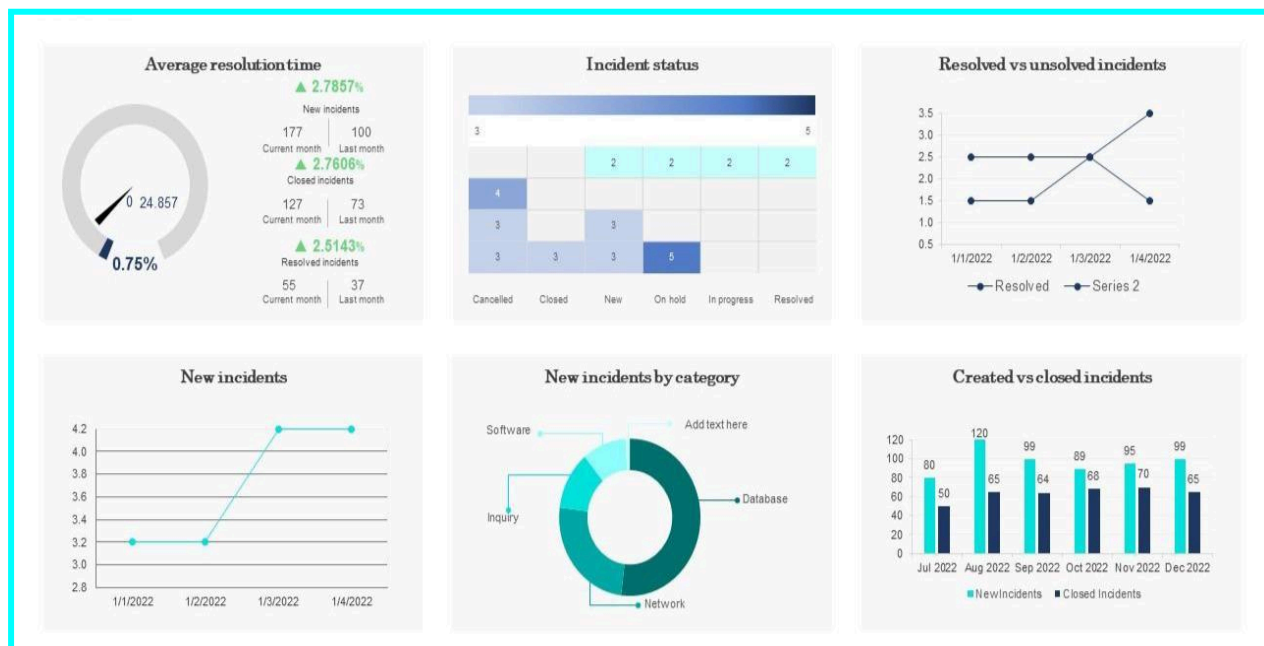 Average resolution time
▲ 2.7857%
New incidents
177 100
Current month Last month
▲ 2.7606%
Closed incidents
127 73
Current month Last month
▲ 2.5143%
Resolved incidents
55 37
Current month Last month
0 24.857
0.75%
Incident status
3 5
2 2 2 2
4
3 3
3 3 3 5
Cancelled Closed New On hold In progress Resolved
Resolved vs unsolved incidents
3.5
3.0
2.5
2.0
1.5
1.0
0.5
1/1/2022 1/2/2022 1/3/2022 1/4/2022
Resolved Series 2
New incidents
4.2
4.0
3.8
3.6
3.4
3.2
3.0
2.8
1/1/2022 1/2/2022 1/3/2022 1/4/2022
New incidents by category
Software
Add text here
Database
Inquiry
Network
Created vs closed incidents
120
100
80
60
40
20
0
80 50 120 65 99 64 89 68 95 70 99 65
Jul 2022 Aug 2022 Sep 2022 Oct 2022 Nov 2022 Dec 2022
New Incidents Closed Incidents